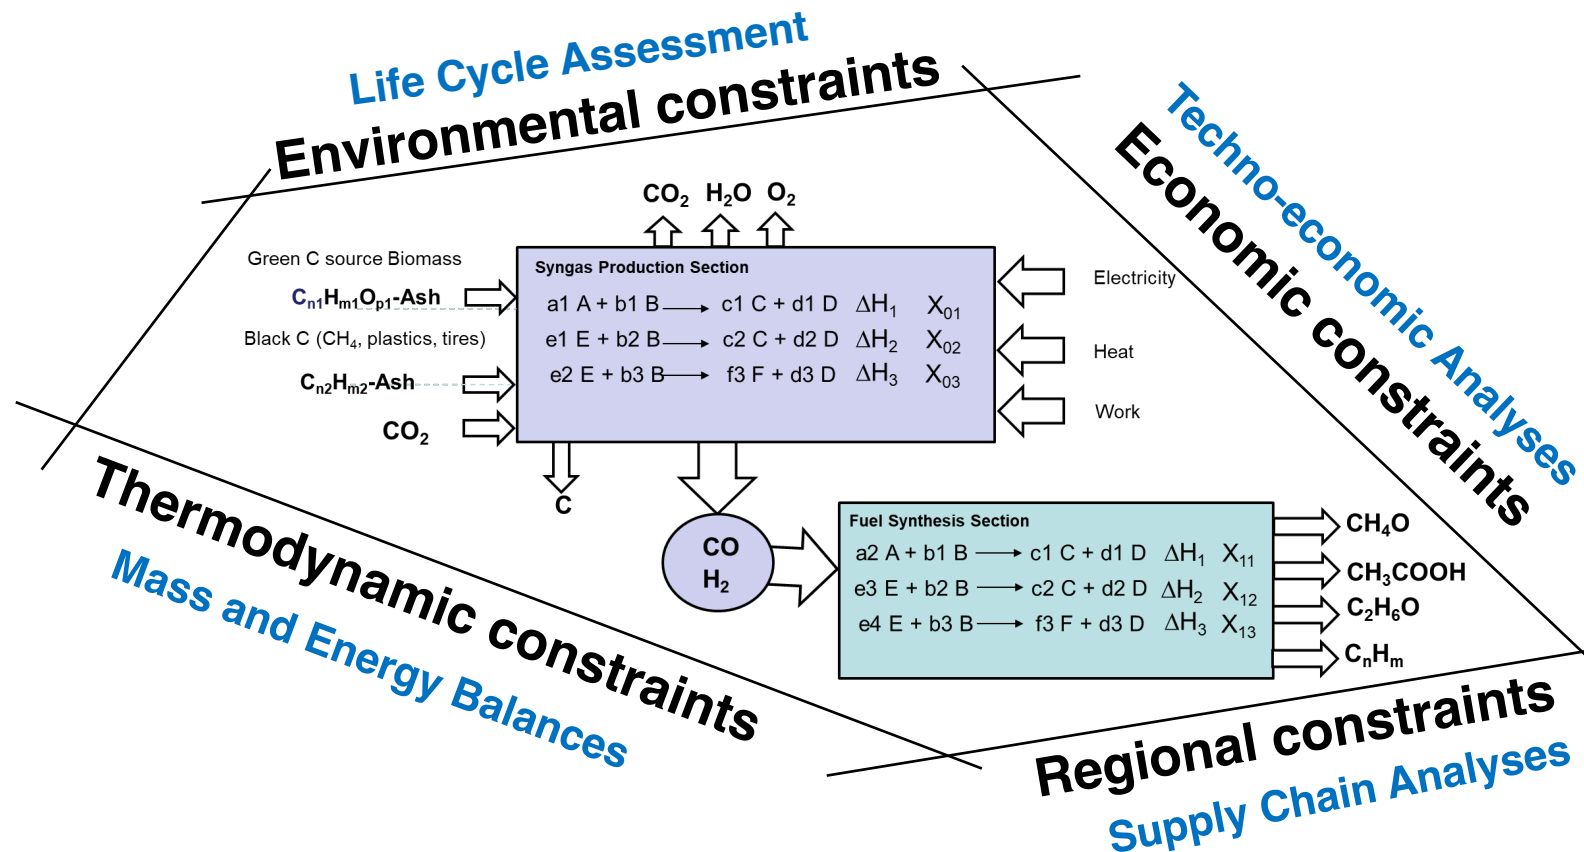 Life Cycle Assessment
Environmental constraints
Techno-economic Analyses
Economic constraints
CO₂ H₂O O₂
Green C source Biomass
Cₙ₁Hₘ₁Oₚ₁-Ash
Black C (CH₄, plastics, tires)
Cₙ₂Hₘ₂-Ash
CO₂
Syngas Production Section
a1 A + b1 B ⟶ c1 C + d1 D ΔH₁ X₀₁
e1 E + b2 B ⟶ c2 C + d2 D ΔH₂ X₀₂
e2 E + b3 B ⟶ f3 F + d3 D ΔH₃ X₀₃
Electricity
Heat
Work
C
CO
H₂
Fuel Synthesis Section
a2 A + b1 B ⟶ c1 C + d1 D ΔH₁ X₁₁
e3 E + b2 B ⟶ c2 C + d2 D ΔH₂ X₁₂
e4 E + b3 B ⟶ f3 F + d3 D ΔH₃ X₁₃
CH₄O
CH₃COOH
C₂H₆O
CₙHₘ
Thermodynamic constraints
Mass and Energy Balances
Regional constraints
Supply Chain Analyses